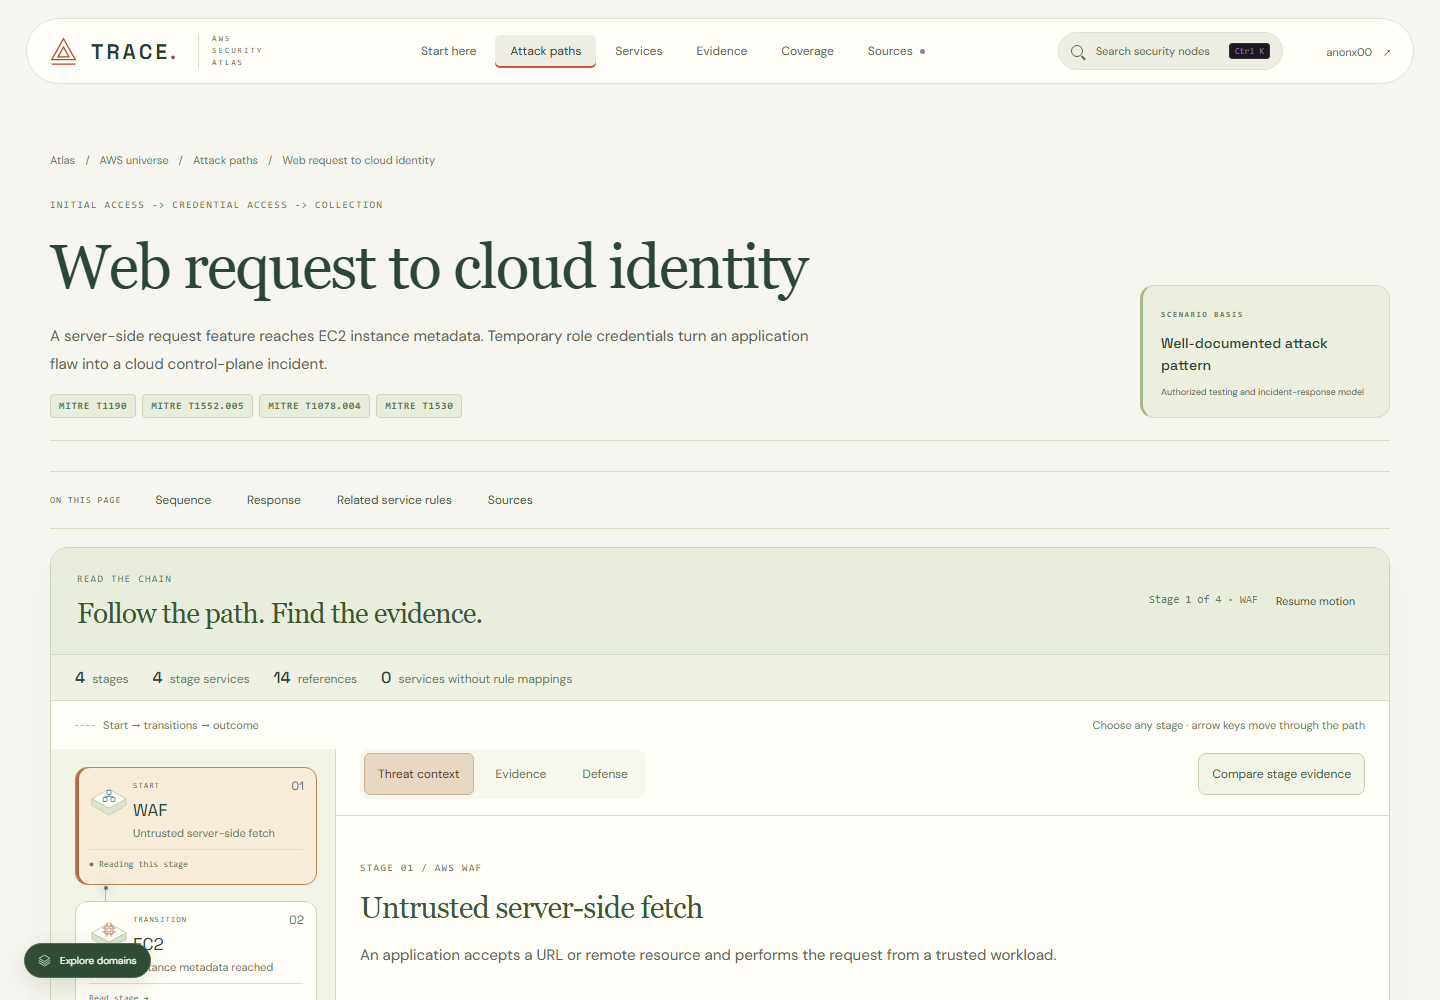 TRACE.
AWS
SECURITY
ATLAS
Start here
Attack paths
Services
Evidence
Coverage
Sources
Search security nodes
Ctrl K
anonx00 ↗
Atlas / AWS universe / Attack paths / Web request to cloud identity
INITIAL ACCESS -> CREDENTIAL ACCESS -> COLLECTION
Web request to cloud identity
A server-side request feature reaches EC2 instance metadata. Temporary role credentials turn an application
flaw into a cloud control-plane incident.
MITRE T1190
MITRE T1552.005
MITRE T1078.004
MITRE T1530
SCENARIO BASIS
Well-documented attack
pattern
Authorized testing and incident-response model
ON THIS PAGE
Sequence
Response
Related service rules
Sources
READ THE CHAIN
Follow the path. Find the evidence.
Stage 1 of 4 · WAF
Resume motion
4 stages
4 stage services
14 references
0 services without rule mappings
Start → transitions → outcome
Choose any stage · arrow keys move through the path
START
01
WAF
Untrusted server-side fetch
Reading this stage
TRANSITION
02
EC2
tance metadata reached
Read stage →
Explore domains
Threat context
Evidence
Defense
Compare stage evidence
STAGE 01 / AWS WAF
Untrusted server-side fetch
An application accepts a URL or remote resource and performs the request from a trusted workload.